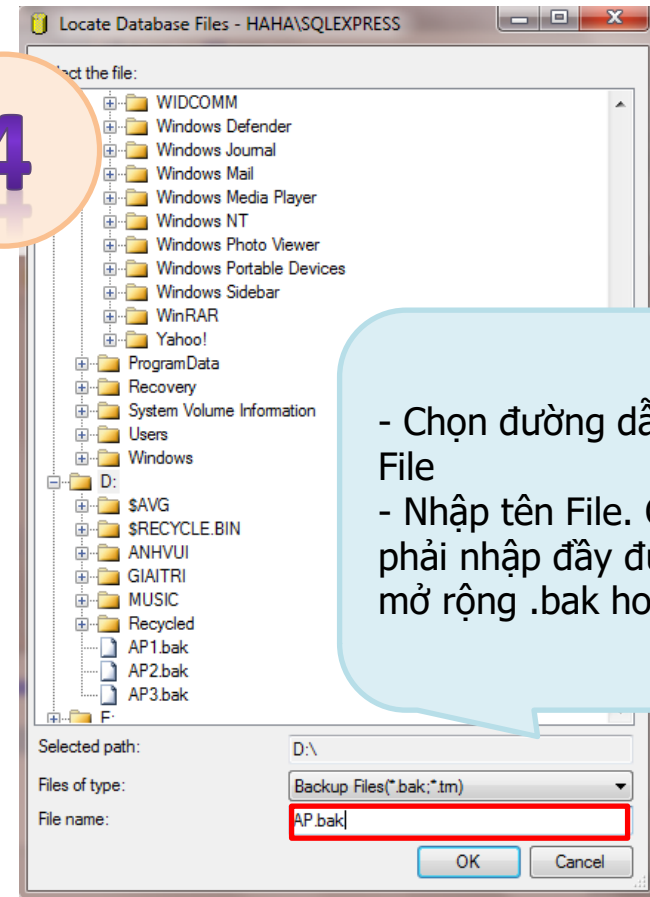 Locate Database Files - HAHA\SQLEXPRESS
the file:
4
WIDCOMM
Windows Defender
Windows Journal
Windows Mail
Windows Media Player
Windows NT
Windows Photo Viewer
Windows Portable Devices
Windows Sidebar
WinRAR
Yahoo!
ProgramData
Recovery
System Volume Information
Users
Windows
D:
$AVG
$RECYCLE.BIN
ANHVUI
GIAITRI
MUSIC
Recycled
AP1.bak
AP2.bak
AP3.bak
- Chọn đường
File
- Nhập tên File.
phải nhập đầy
mở rộng .bak
Selected path:
D:\
Files of type:
Backup Files(*.bak;*.trn)
File name:
AP.bak
OK
Cancel